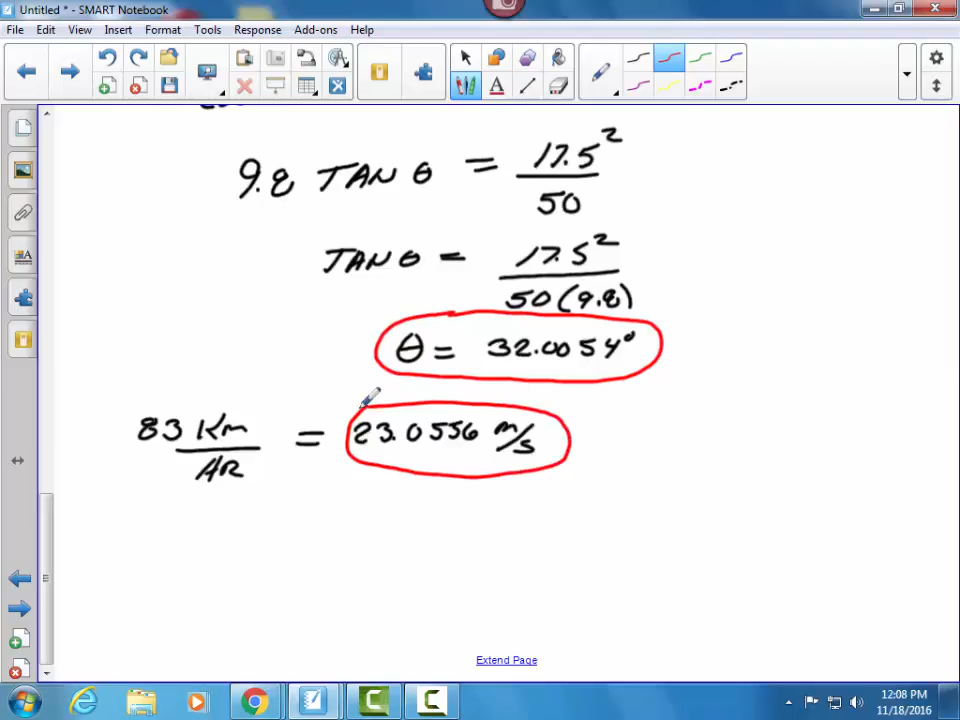 Untitled * - SMART Notebook
File Edit View Insert Format Tools Response Add-ons Help
9.8 TAN θ = 17.5² / 50
TAN θ = 17.5² / 50(9.8)
θ = 32.0054°
83 Km / HR = 23.0556 m/s
Extend Page
12:08 PM
11/18/2016